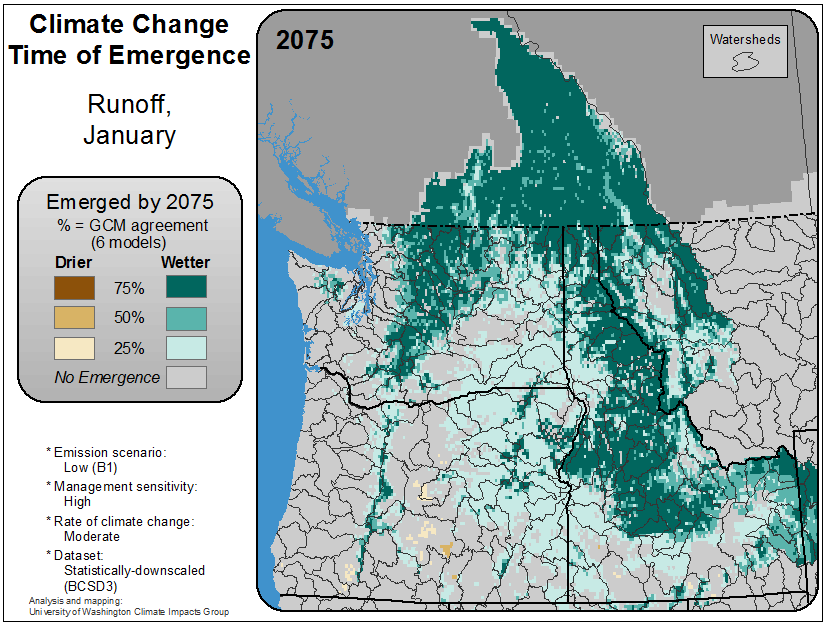 Climate Change
Time of Emergence
Runoff,
January
Emerged by 2075
% = GCM agreement
(6 models)
Drier Wetter
75%
50%
25%
No Emergence
* Emission scenario:
Low (B1)
* Management sensitivity:
High
* Rate of climate change:
Moderate
* Dataset:
Statistically-downscaled
(BCSD3)
Analysis and mapping:
University of Washington Climate Impacts Group
2075
Watersheds